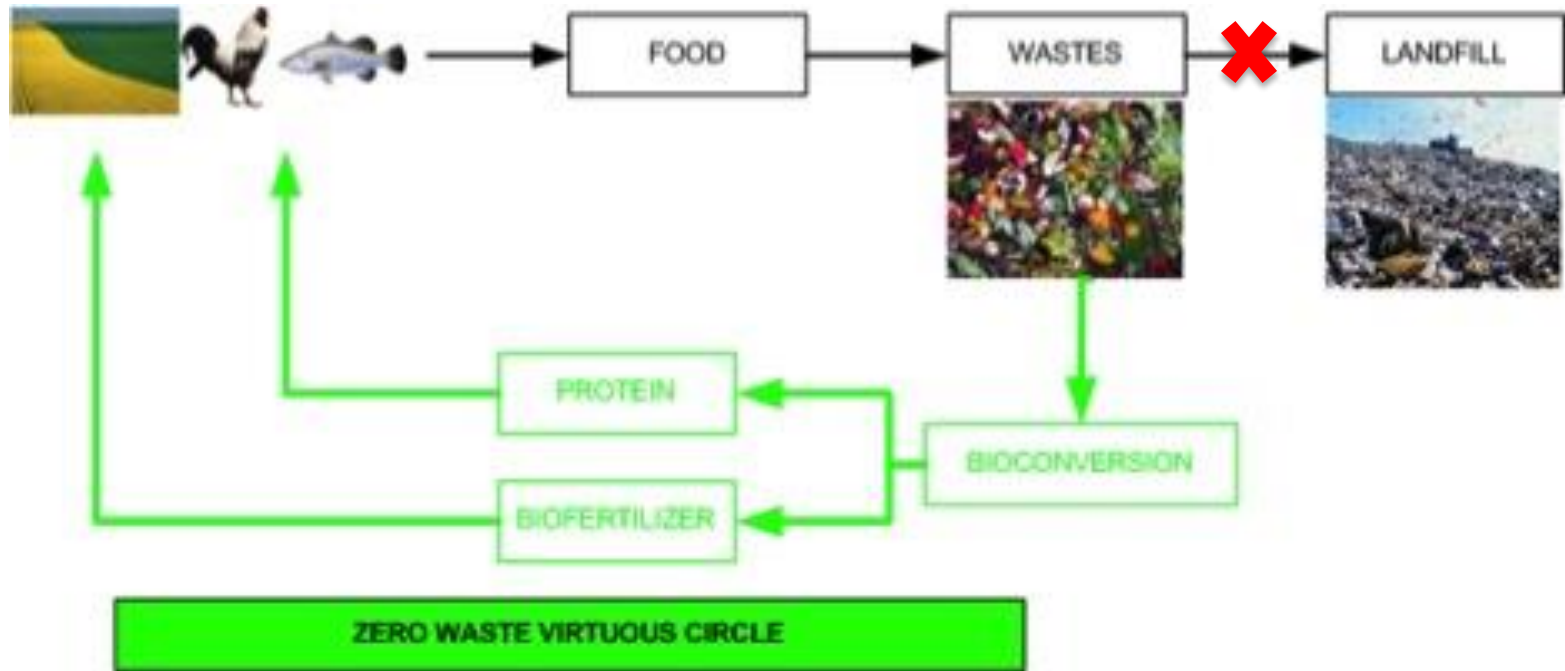 FOOD
WASTES
LANDFILL
PROTEIN
BIOCONVERSION
BIOFERTILIZER
ZERO WASTE VIRTUOUS CIRCLE